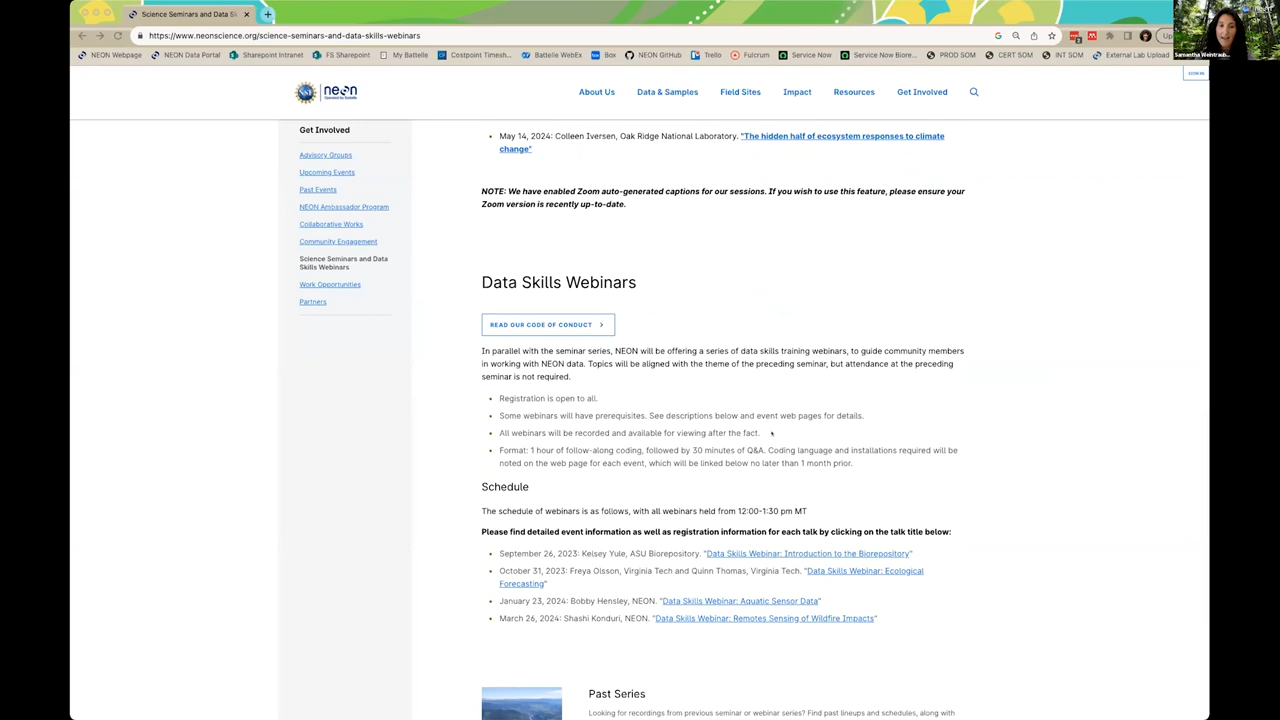 Science Seminars and Data Sk
https://www.neonscience.org/science-seminars-and-data-skills-webinars
NEON Webpage
NEON Data Portal
Sharepoint Intranet
FS Sharepoint
My Battelle
Costpoint Timesh...
Battelle WebEx
Box
NEON GitHub
Trello
Fulcrum
Service Now
Service Now Biore...
PROD SOM
CERT SOM
INT SOM
External Lab Upload
Samantha Weintraub...
SIGN IN
neon
Operated by Battelle
About Us
Data & Samples
Field Sites
Impact
Resources
Get Involved
Get Involved
Advisory Groups
Upcoming Events
Past Events
NEON Ambassador Program
Collaborative Works
Community Engagement
Science Seminars and Data
Skills Webinars
Work Opportunities
Partners
• May 14, 2024: Colleen Iversen, Oak Ridge National Laboratory. "The hidden half of ecosystem responses to climate
change"
NOTE: We have enabled Zoom auto-generated captions for our sessions. If you wish to use this feature, please ensure your
Zoom version is recently up-to-date.
Data Skills Webinars
READ OUR CODE OF CONDUCT >
In parallel with the seminar series, NEON will be offering a series of data skills training webinars, to guide community members
in working with NEON data. Topics will be aligned with the theme of the preceding seminar, but attendance at the preceding
seminar is not required.
• Registration is open to all.
• Some webinars will have prerequisites. See descriptions below and event web pages for details.
• All webinars will be recorded and available for viewing after the fact.
• Format: 1 hour of follow-along coding, followed by 30 minutes of Q&A. Coding language and installations required will be
noted on the web page for each event, which will be linked below no later than 1 month prior.
Schedule
The schedule of webinars is as follows, with all webinars held from 12:00-1:30 pm MT
Please find detailed event information as well as registration information for each talk by clicking on the talk title below:
• September 26, 2023: Kelsey Yule, ASU Biorepository. "Data Skills Webinar: Introduction to the Biorepository"
• October 31, 2023: Freya Olsson, Virginia Tech and Quinn Thomas, Virginia Tech. "Data Skills Webinar: Ecological
Forecasting"
• January 23, 2024: Bobby Hensley, NEON. "Data Skills Webinar: Aquatic Sensor Data"
• March 26, 2024: Shashi Konduri, NEON. "Data Skills Webinar: Remotes Sensing of Wildfire Impacts"
Past Series
Looking for recordings from previous seminar or webinar series? Find past lineups and schedules, along with